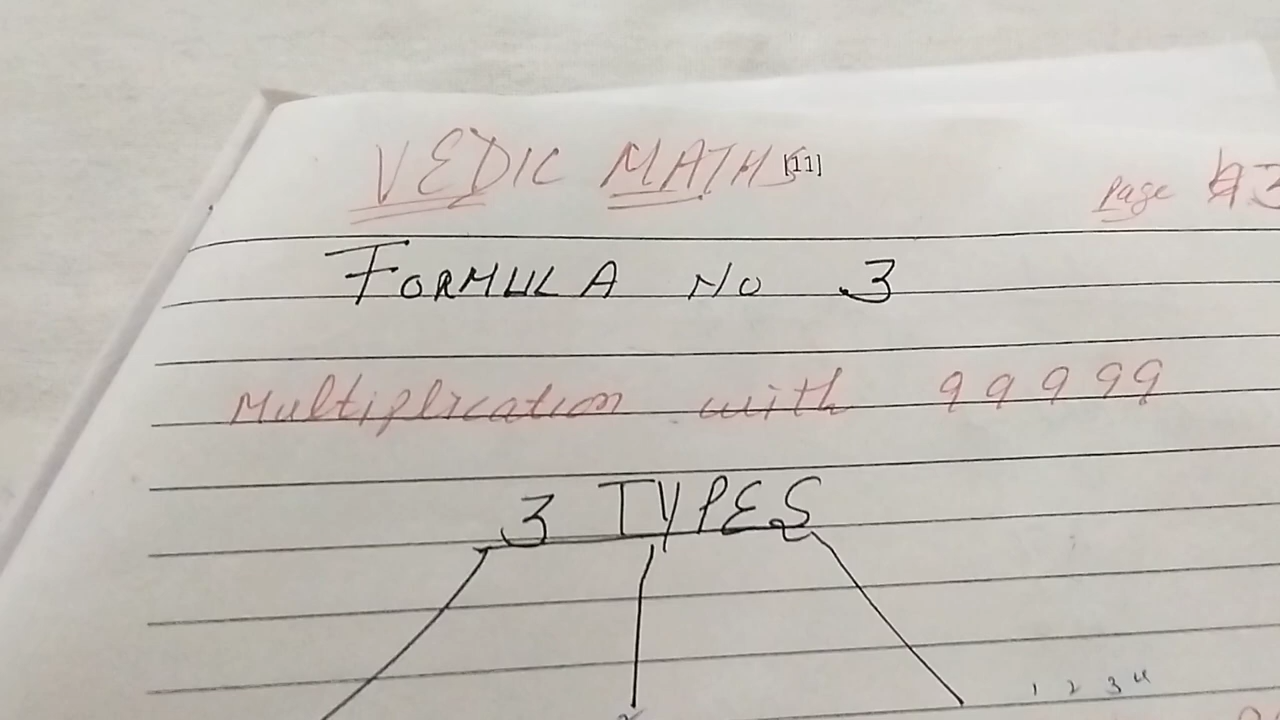 VEDIC MATHS [11]
Page
FORMULA NO 3
Multiplication with 99999
3 TYPES
1 2 3 4